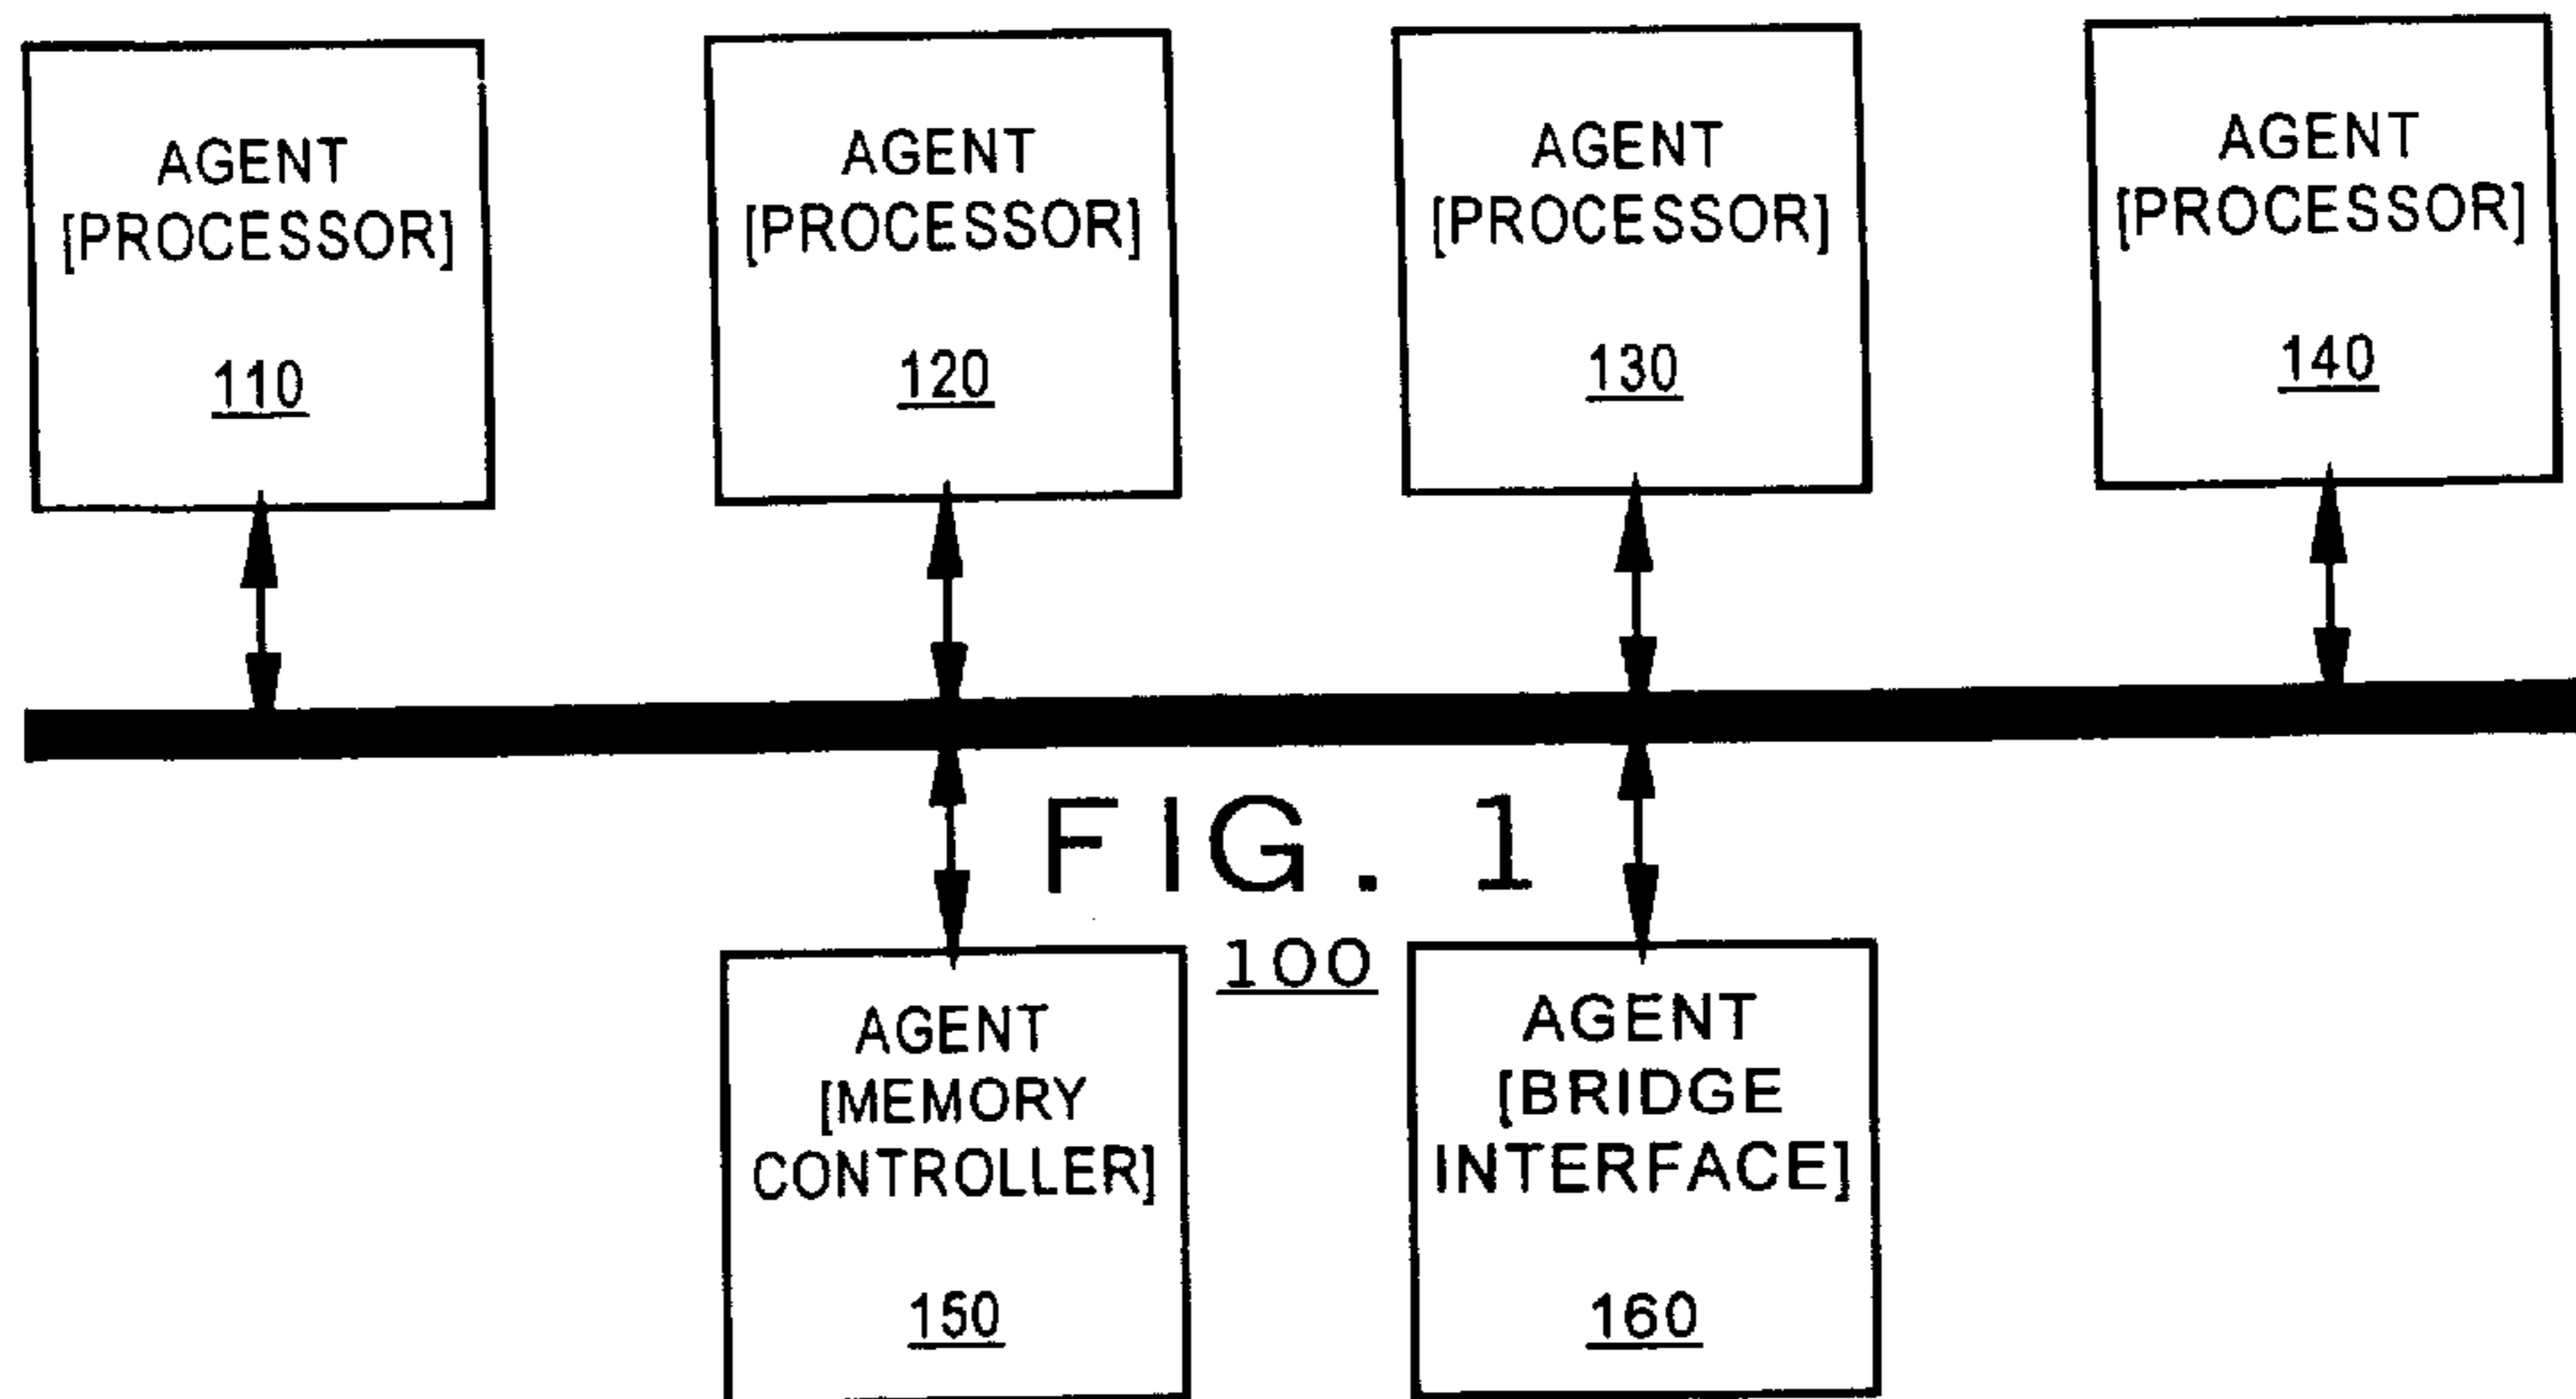 AGENT
[PROCESSOR]
110
AGENT
[PROCESSOR]
120
AGENT
[PROCESSOR]
130
AGENT
[PROCESSOR]
140
FIG. 1
100
AGENT
[MEMORY
CONTROLLER]
150
AGENT
[BRIDGE
INTERFACE]
160